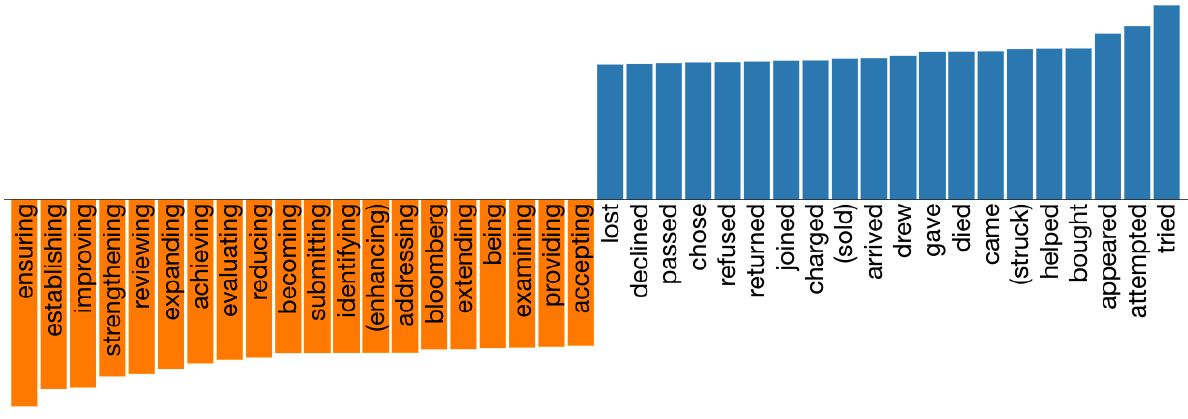 ensuring
establishing
improving
strengthening
reviewing
expanding
achieving
evaluating
reducing
becoming
submitting
identifying
(enhancing)
addressing
bloomberg
extending
being
examining
providing
accepting
lost
declined
passed
chose
refused
returned
joined
charged
(sold)
arrived
drew
gave
died
came
(struck)
helped
bought
appeared
attempted
tried